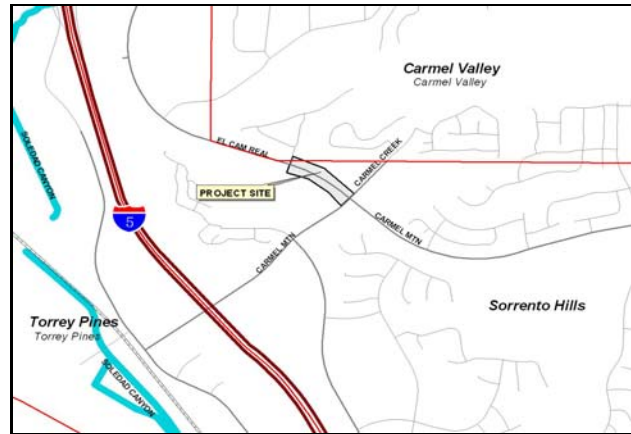 Carmel Valley
Carmel Valley
SOLEDAD CANYON
EL CAM REAL
CARMEL CREEK
PROJECT SITE
5
CARMEL MTN
CARMEL MTN
Sorrento Hills
Torrey Pines
Torrey Pines
SOLEDAD CANYON